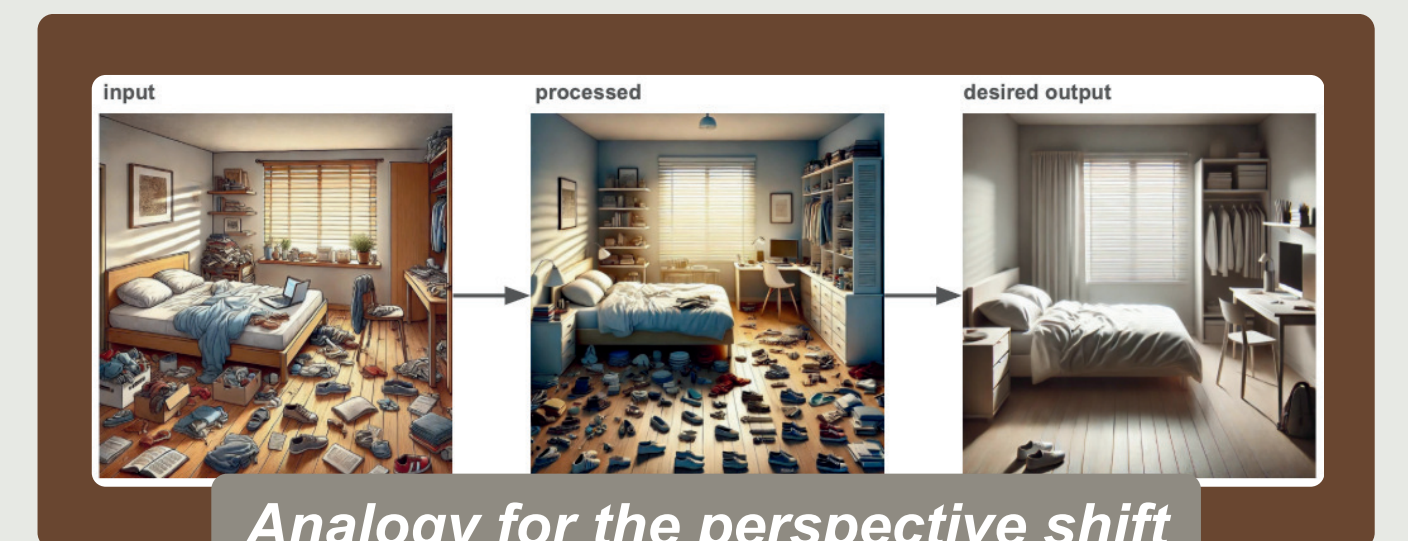 input
processed
desired output
Analogy for the perspective shift